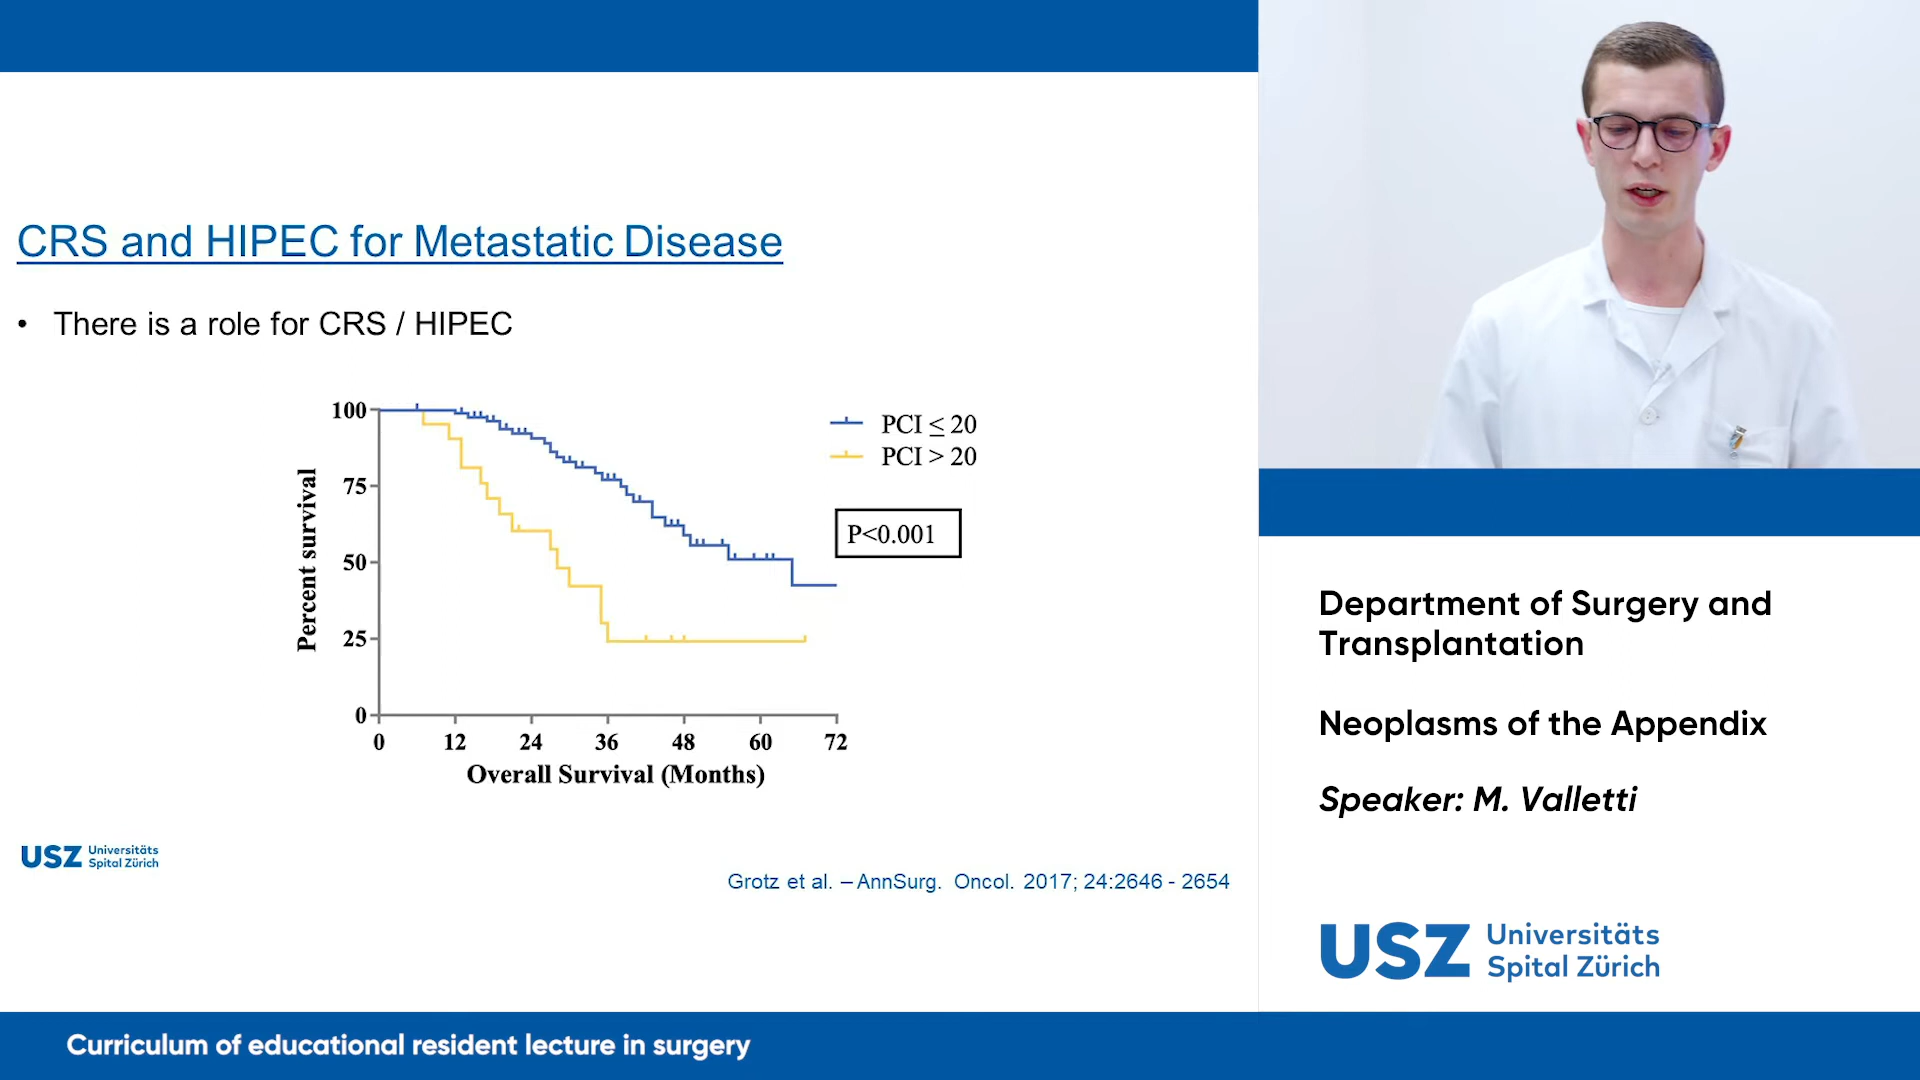 CRS and HIPEC for Metastatic Disease
• There is a role for CRS / HIPEC
100
75
50
25
0
Percent survival
0 12 24 36 48 60 72
Overall Survival (Months)
PCI ≤ 20
PCI > 20
P<0.001
USZ Universitäts
Spital Zürich
Grotz et al. – AnnSurg. Oncol. 2017; 24:2646 - 2654
Department of Surgery and
Transplantation
Neoplasms of the Appendix
Speaker: M. Valletti
USZ Universitäts
Spital Zürich
Curriculum of educational resident lecture in surgery